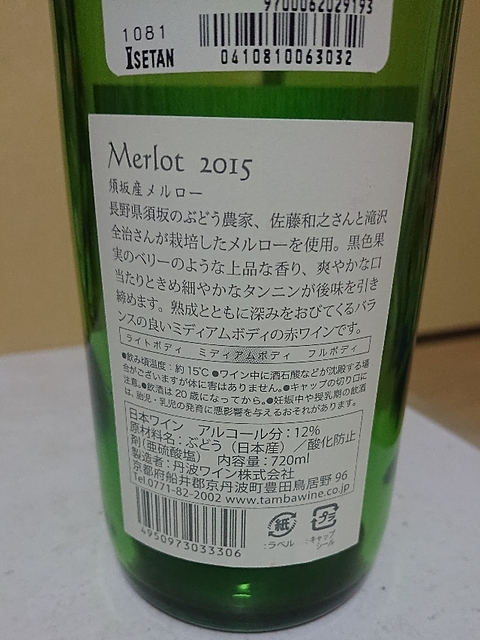 9700062029193
1081
ISETAN
0410810063032
Merlot 2015
須坂産メルロー
長野県須坂のぶどう農家、佐藤和之さんと滝沢
全治さんが栽培したメルローを使用。黒色果
実のベリーのような上品な香り、爽やかな口
当たりときめ細やかなタンニンが後味を引き
締めます。熟成とともに深みをおびてくるバラ
ンスの良いミディアムボディの赤ワインです。
ライトボディ ミディアムボディ フルボディ
●飲み頃温度:約15℃ ●ワイン中に酒石酸などが沈殿する場
合がございますが体に害はありません。●キャップの切り口に
注意。●飲酒は20歳になってから。●妊娠中や授乳期の飲酒
は、胎児・乳児の発育に悪影響を与えるおそれがあります。
日本ワイン アルコール分:12%
原材料名:ぶどう(日本産)/酸化防止
剤(亜硫酸塩) 内容量:720ml
製造者:丹波ワイン株式会社
京都府船井郡京丹波町豊田鳥居野96
Tel.0771-82-2002 www.tambawine.co.jp
4950973033306
紙
:ラベル
プラ
:キャップ
シール